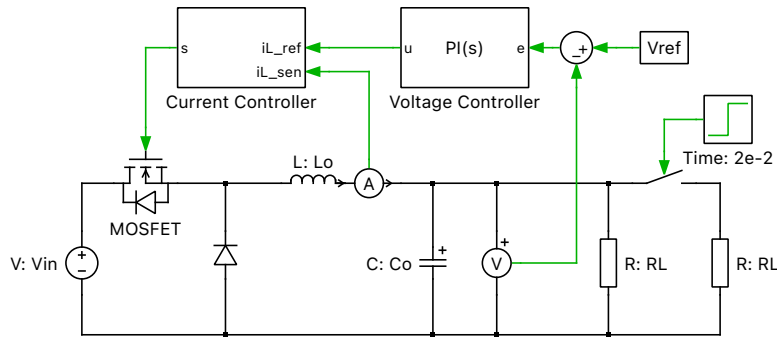 s
iL_ref
iL_sen
Current Controller
u
PI(s)
e
Voltage Controller
−+
Vref
Time: 2e-2
L: Lo
A
MOSFET
V: Vin
+
−
C: Co
+
V
+
R: RL
R: RL